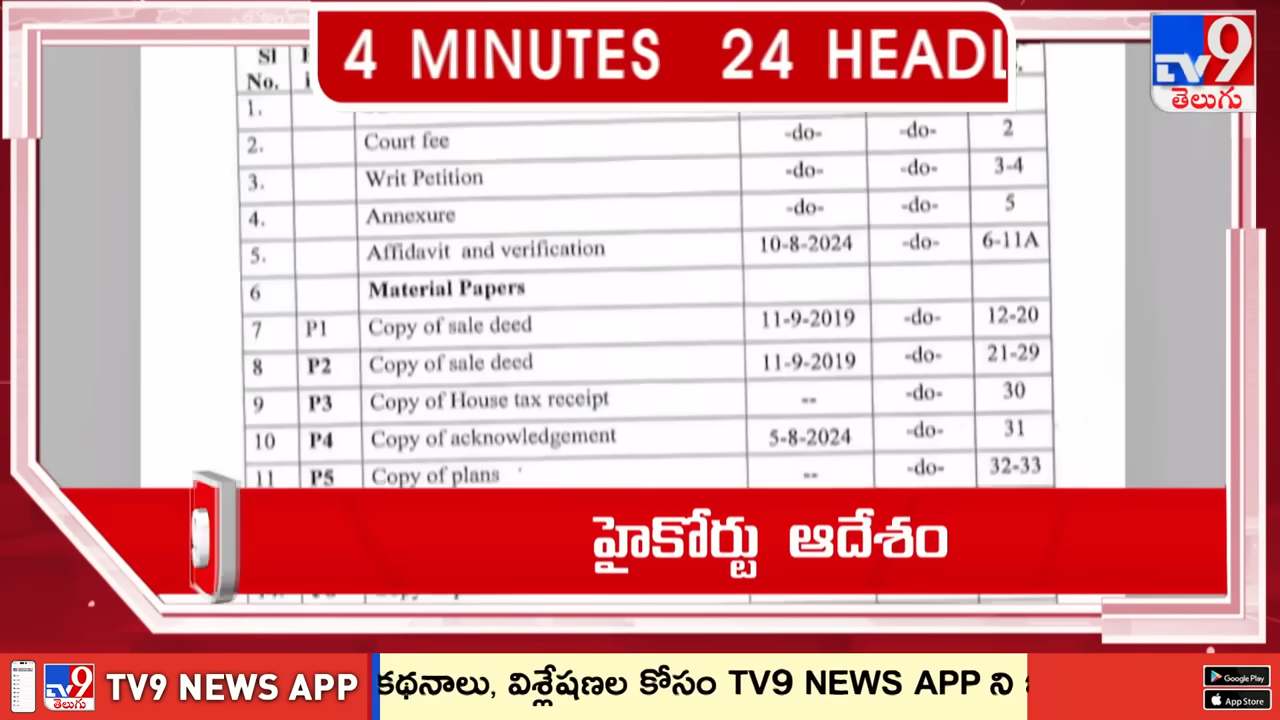 4 MINUTES 24 HEADL
TV9
తెలుగు
Sl
No.
1.
2. Court fee -do- -do- 2
3. Writ Petition -do- -do- 3-4
4. Annexure -do- -do- 5
5. Affidavit and verification 10-8-2024 -do- 6-11A
6 Material Papers
7 P1 Copy of sale deed 11-9-2019 -do- 12-20
8 P2 Copy of sale deed 11-9-2019 -do- 21-29
9 P3 Copy of House tax receipt -- -do- 30
10 P4 Copy of acknowledgement 5-8-2024 -do- 31
11 P5 Copy of plans -- -do- 32-33
హైకోర్టు ఆదేశం
TV9
తెలుగు
TV9 NEWS APP
కథనాలు, విశ్లేషణల కోసం TV9 NEWS APP ని
Google Play
App Store